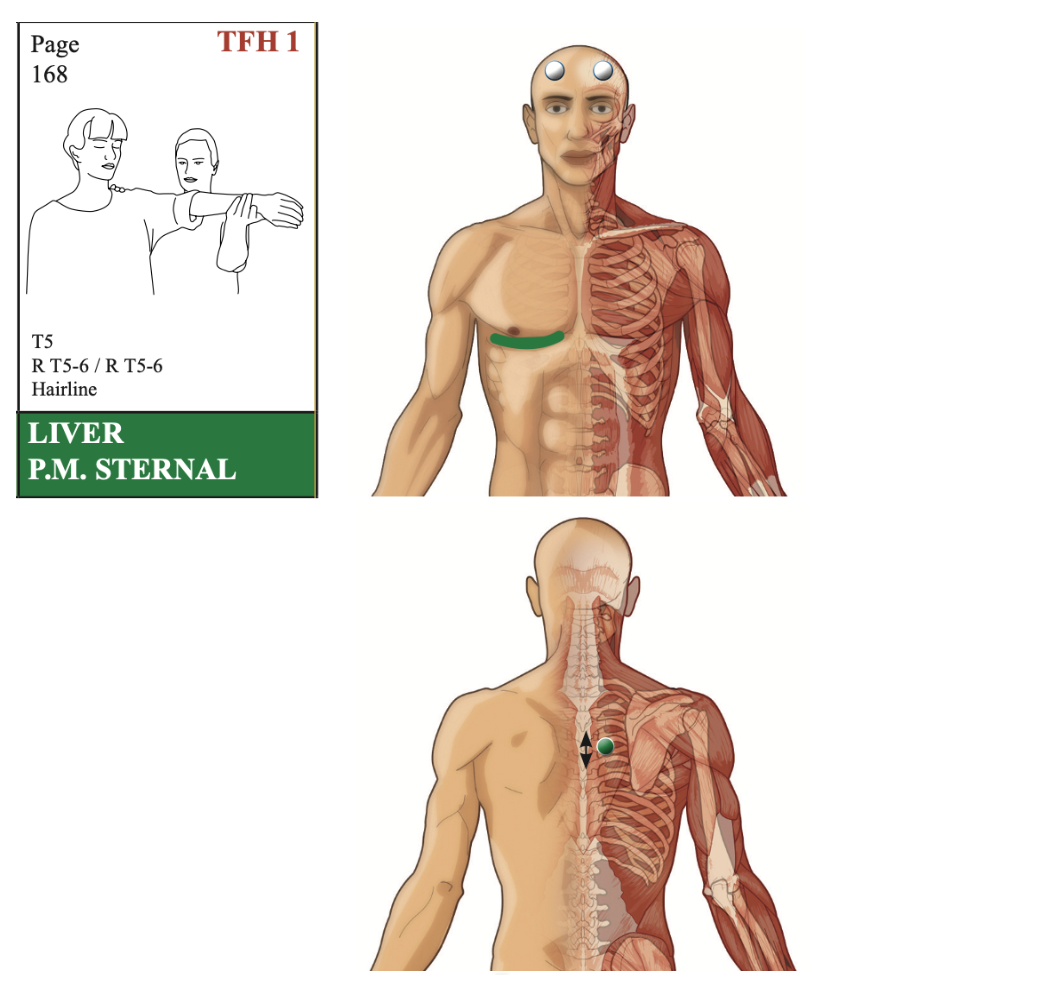 Page
TFH 1
168
T5
R T5-6 / R T5-6
Hairline
LIVER
P.M. STERNAL